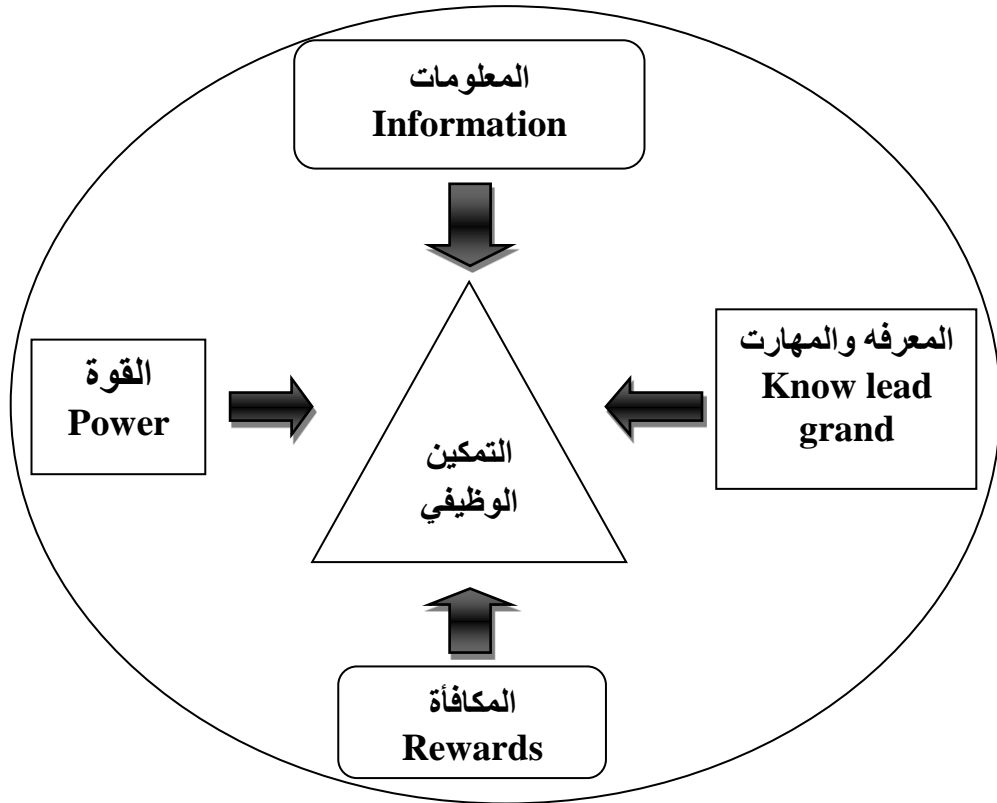 المعلومات
Information
القوة
Power
المعرفه والمهارت
Know lead
grand
التمكين
الوظيفي
المكافأة
Rewards